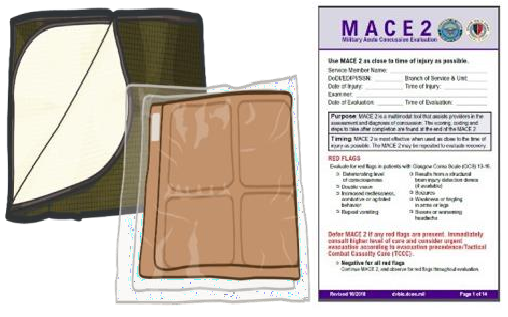 MACE 2
Military Acute Concussion Evaluation
Use MACE 2 as close to time of injury as possible.
Service Member Name:
DoDI/EDIPI/SSN: Branch of Service & Unit:
Date of Injury: Time of Injury:
Examiner:
Date of Evaluation: Time of Evaluation:
Purpose: MACE 2 is a multimodal tool that assists providers in the
assessment and diagnosis of concussion. The scoring, coding and
steps to take after completion are found at the end of the MACE 2.
Timing: MACE 2 is most effective when used as close to the time of
injury as possible. The MACE 2 may be repeated to evaluate recovery.
RED FLAGS
Evaluate for red flags in patients with Glasgow Coma Scale (GCS) 13-15.
Deteriorating level
of consciousness
Double vision
Increased restlessness,
combative or agitated
behavior
Repeat vomiting
Results from a structural
brain injury detection device
(if available)
Seizures
Weakness or tingling
in arms or legs
Severe or worsening
headache
Defer MACE 2 if any red flags are present. Immediately
consult higher level of care and consider urgent
evacuation according to evacuation precedence/Tactical
Combat Casualty Care (TCCC).
Negative for all red flags
Continue MACE 2, and observe for red flags throughout evaluation.
Revised 10/2018 dvbic.dcoe.mil Page 1 of 14